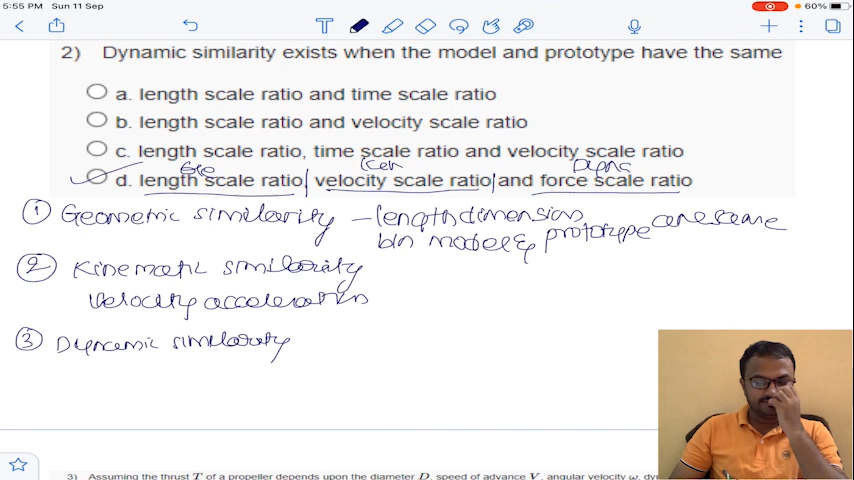 5:55 PM Sun 11 Sep
60%
2) Dynamic similarity exists when the model and prototype have the same
a. length scale ratio and time scale ratio
b. length scale ratio and velocity scale ratio
c. length scale ratio, time scale ratio and velocity scale ratio
d. length scale ratio, velocity scale ratio and force scale ratio
1 Geometric similarity - length dimension
btn model & prototype are same
2 Kinematic similarity
velocity acceleration
3 Dynamic similarity
3) Assuming the thrust T of a propeller depends upon the diameter D, speed of advance V, angular velocity ω, dy